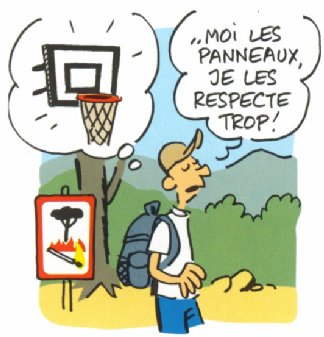 ..MOI LES
PANNEAUX,
JE LES
RESPECTE
TROP!